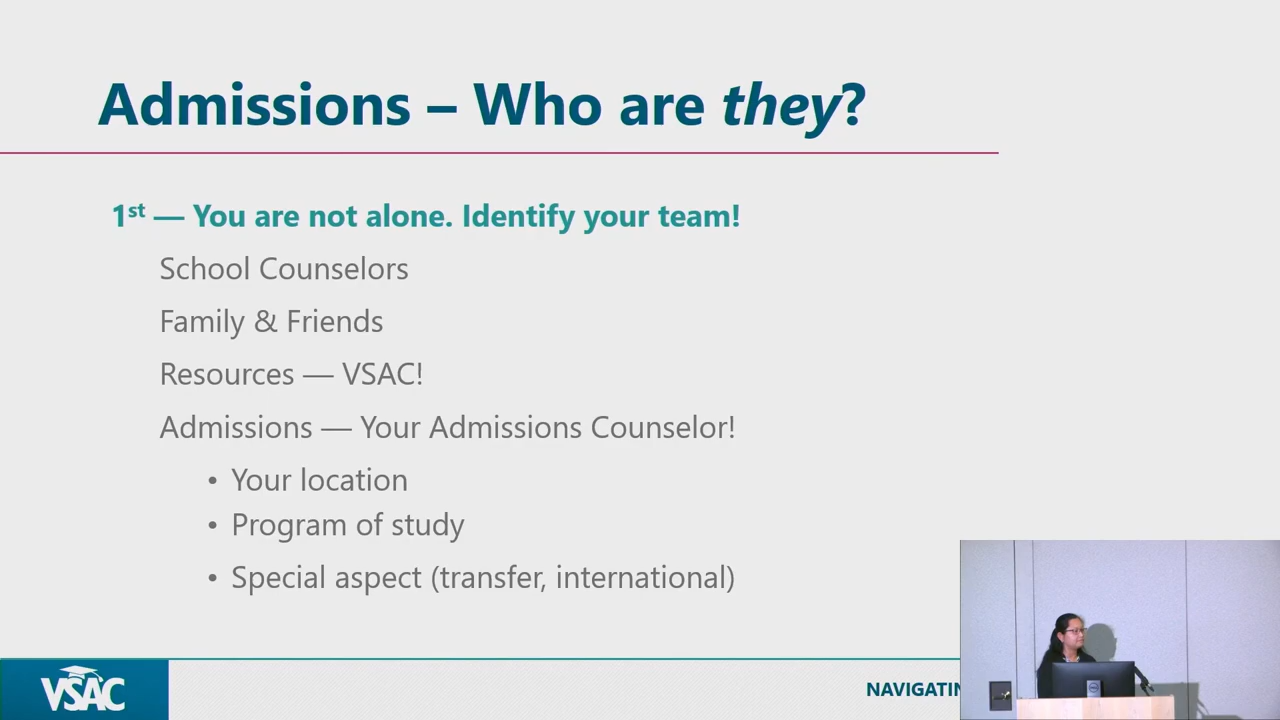 Admissions – Who are they?
1st — You are not alone. Identify your team!
School Counselors
Family & Friends
Resources — VSAC!
Admissions — Your Admissions Counselor!
• Your location
• Program of study
• Special aspect (transfer, international)
VSAC